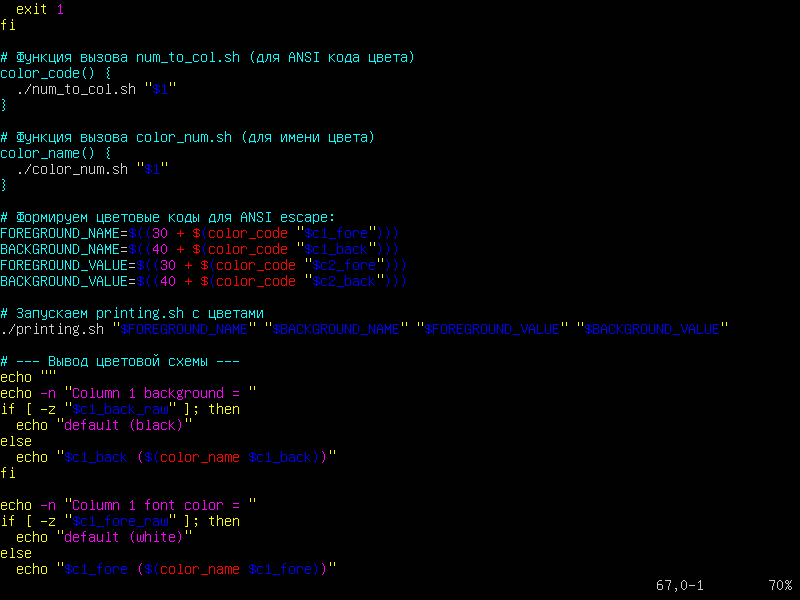 exit 1
fi

# Функция вызова num_to_col.sh (для ANSI кода цвета)
color_code() {
  ./num_to_col.sh "$1"
}

# Функция вызова color_num.sh (для имени цвета)
color_name() {
  ./color_num.sh "$1"
}

# Формируем цветовые коды для ANSI escape:
FOREGROUND_NAME=$((30 + $(color_code "$c1_fore")))
BACKGROUND_NAME=$((40 + $(color_code "$c1_back")))
FOREGROUND_VALUE=$((30 + $(color_code "$c2_fore")))
BACKGROUND_VALUE=$((40 + $(color_code "$c2_back")))

# Запускаем printing.sh с цветами
./printing.sh "$FOREGROUND_NAME" "$BACKGROUND_NAME" "$FOREGROUND_VALUE" "$BACKGROUND_VALUE"

# --- Вывод цветовой схемы ---
echo ""
echo -n "Column 1 background = "
if [ -z "$c1_back_raw" ]; then
  echo "default (black)"
else
  echo "$c1_back ($(color_name $c1_back))"
fi

echo -n "Column 1 font color = "
if [ -z "$c1_fore_raw" ]; then
  echo "default (white)"
else
  echo "$c1_fore ($(color_name $c1_fore))"
67,0-1 70%